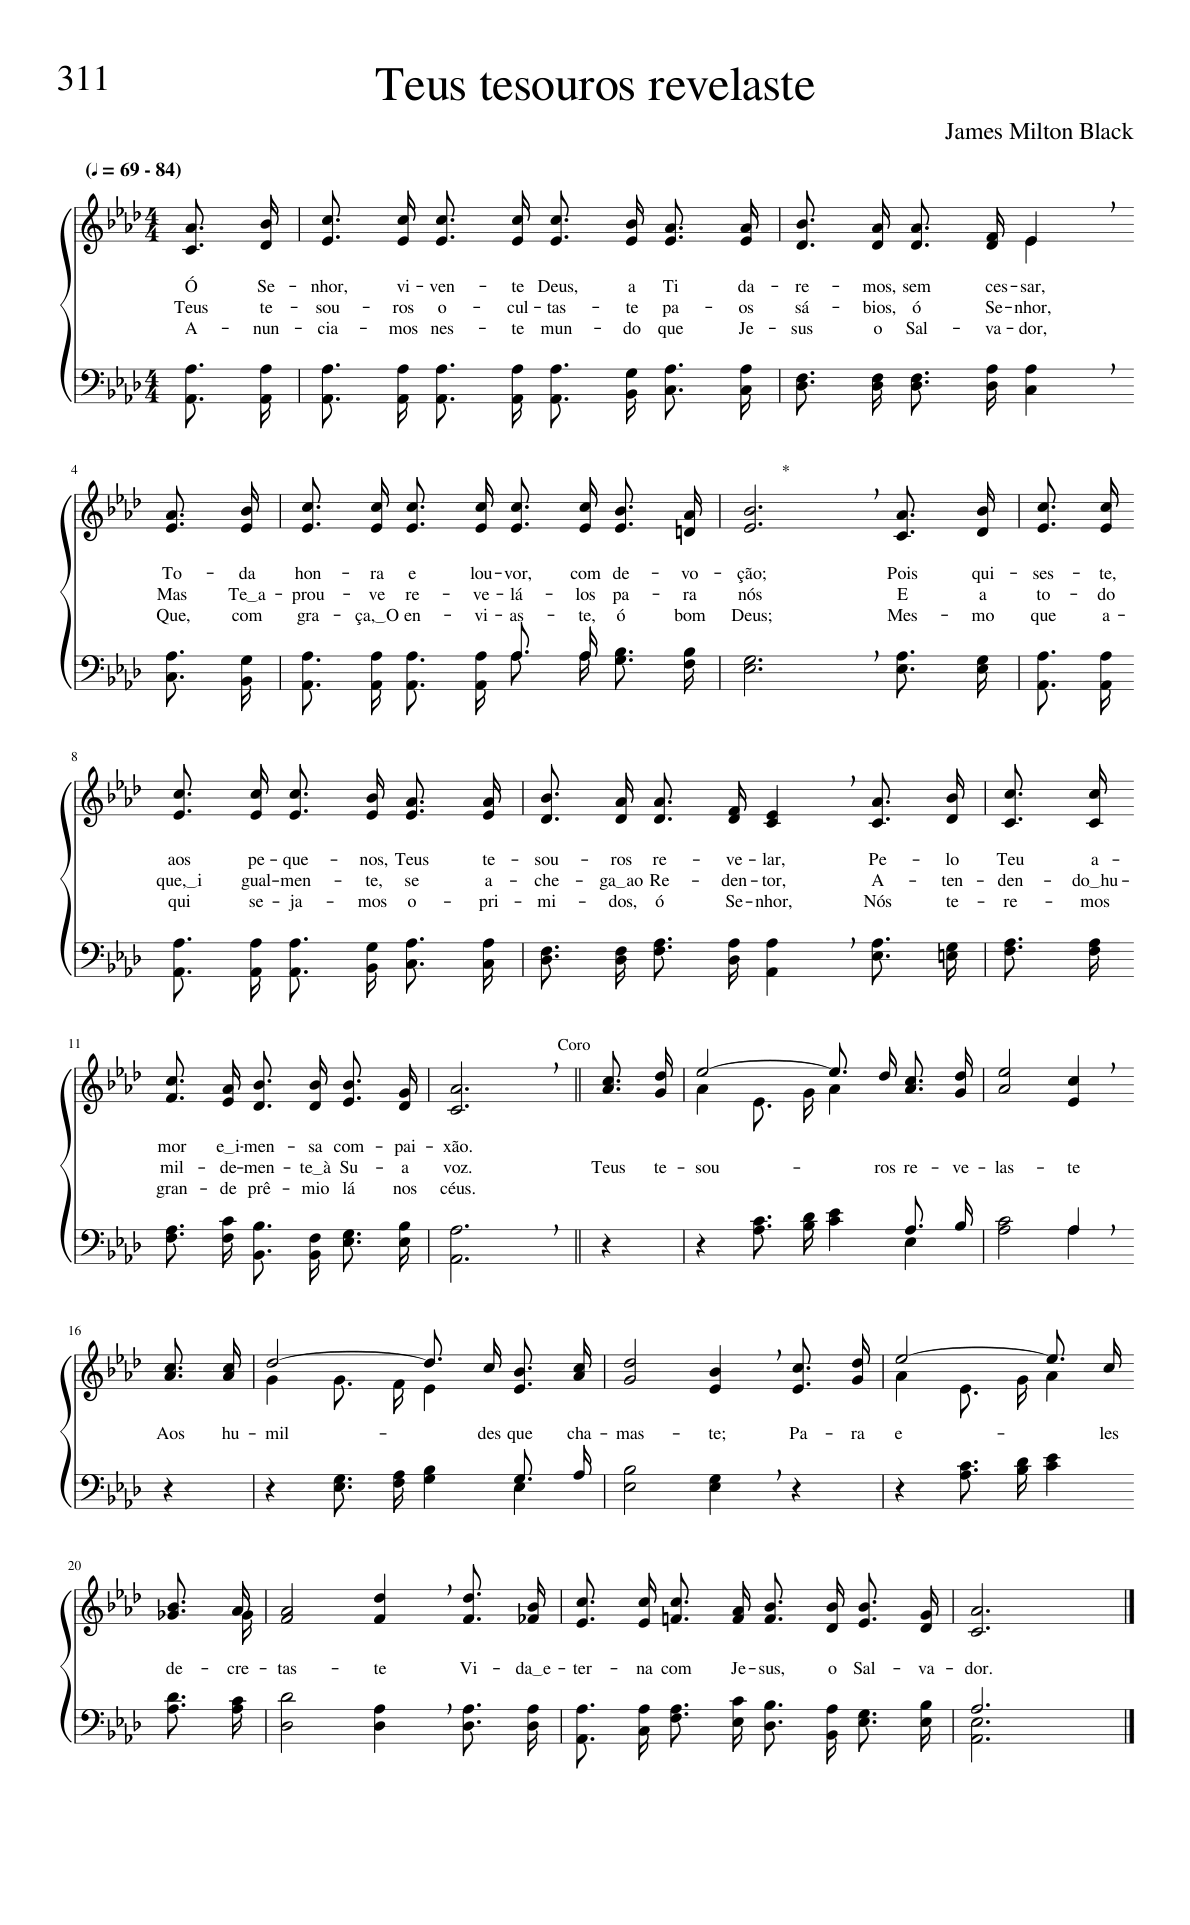 311
Teus tesouros revelaste
James Milton Black
(♩ = 69 - 84)
Ó Se - nhor, vi - ven - te Deus, a Ti da - re - mos, sem ces - sar,
Teus te - sou - ros o - cul - tas - te pa - os sá - bios, ó Se - nhor,
A - nun - cia - mos nes - te mun - do que Je - sus o Sal - va - dor,
4
*
To - da hon - ra e lou - vor, com de - vo - ção; Pois qui - ses - te,
Mas Te_a - prou - ve re - ve - lá - los pa - ra nós E a to - do
Que, com gra - ça,_O en - vi - as - te, ó bom Deus; Mes - mo que a -
8
aos pe - que - nos, Teus te - sou - ros re - ve - lar, Pe - lo Teu a -
que,_i gual - men - te, se a - che - ga_ao Re - den - tor, A - ten - den - do_hu -
qui se - ja - mos o - pri - mi - dos, ó Se - nhor, Nós te - re - mos
11
Coro
mor e_i - men - sa com - pai - xão.
mil - de - men - te_à Su - a voz. Teus te - sou - ros re - ve - las - te
gran - de prê - mio lá nos céus.
16
Aos hu - mil - des que cha - mas - te; Pa - ra e - les
20
de - cre - tas - te Vi - da_e - ter - na com Je - sus, o Sal - va - dor.